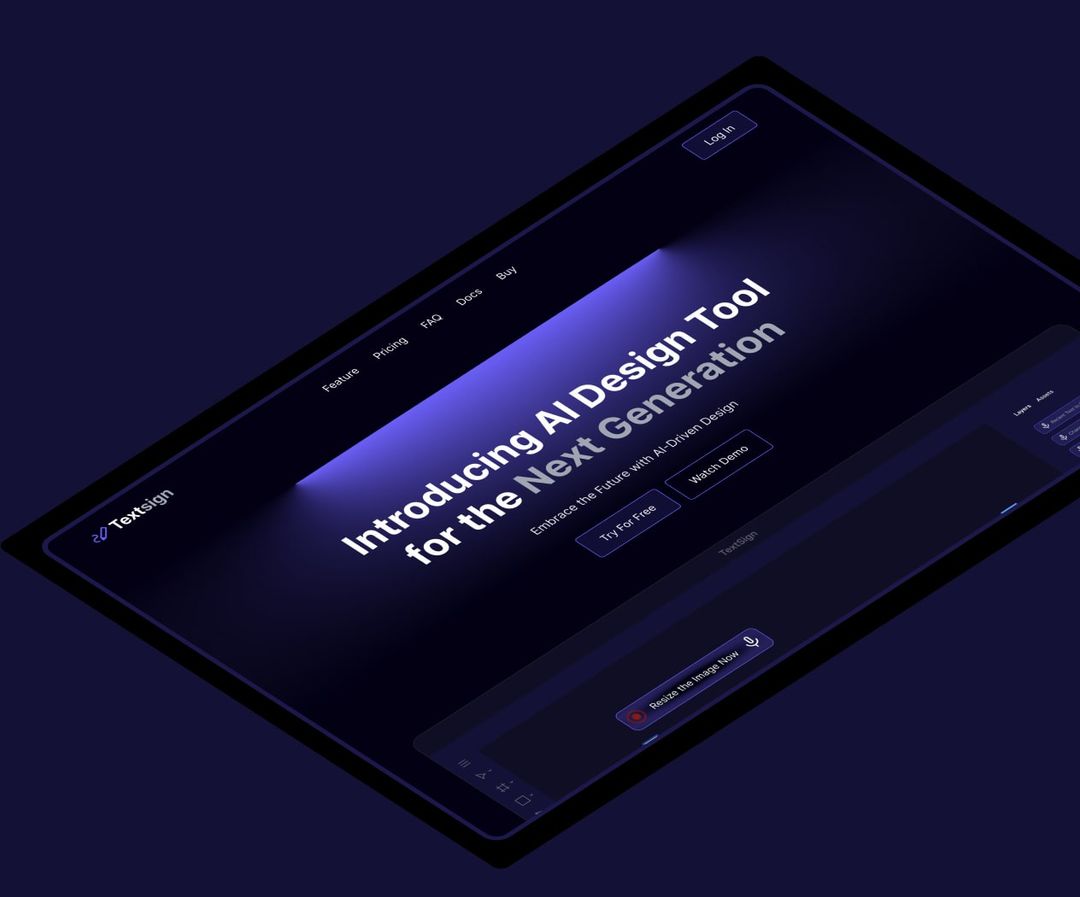 Textsign
Feature Pricing FAQ Docs Buy
Log In
Introducing AI Design Tool
for the Next Generation
Embrace the Future with AI-Driven Design
Try For Free Watch Demo
TextSign
Layers Assets
Resize the Image Now